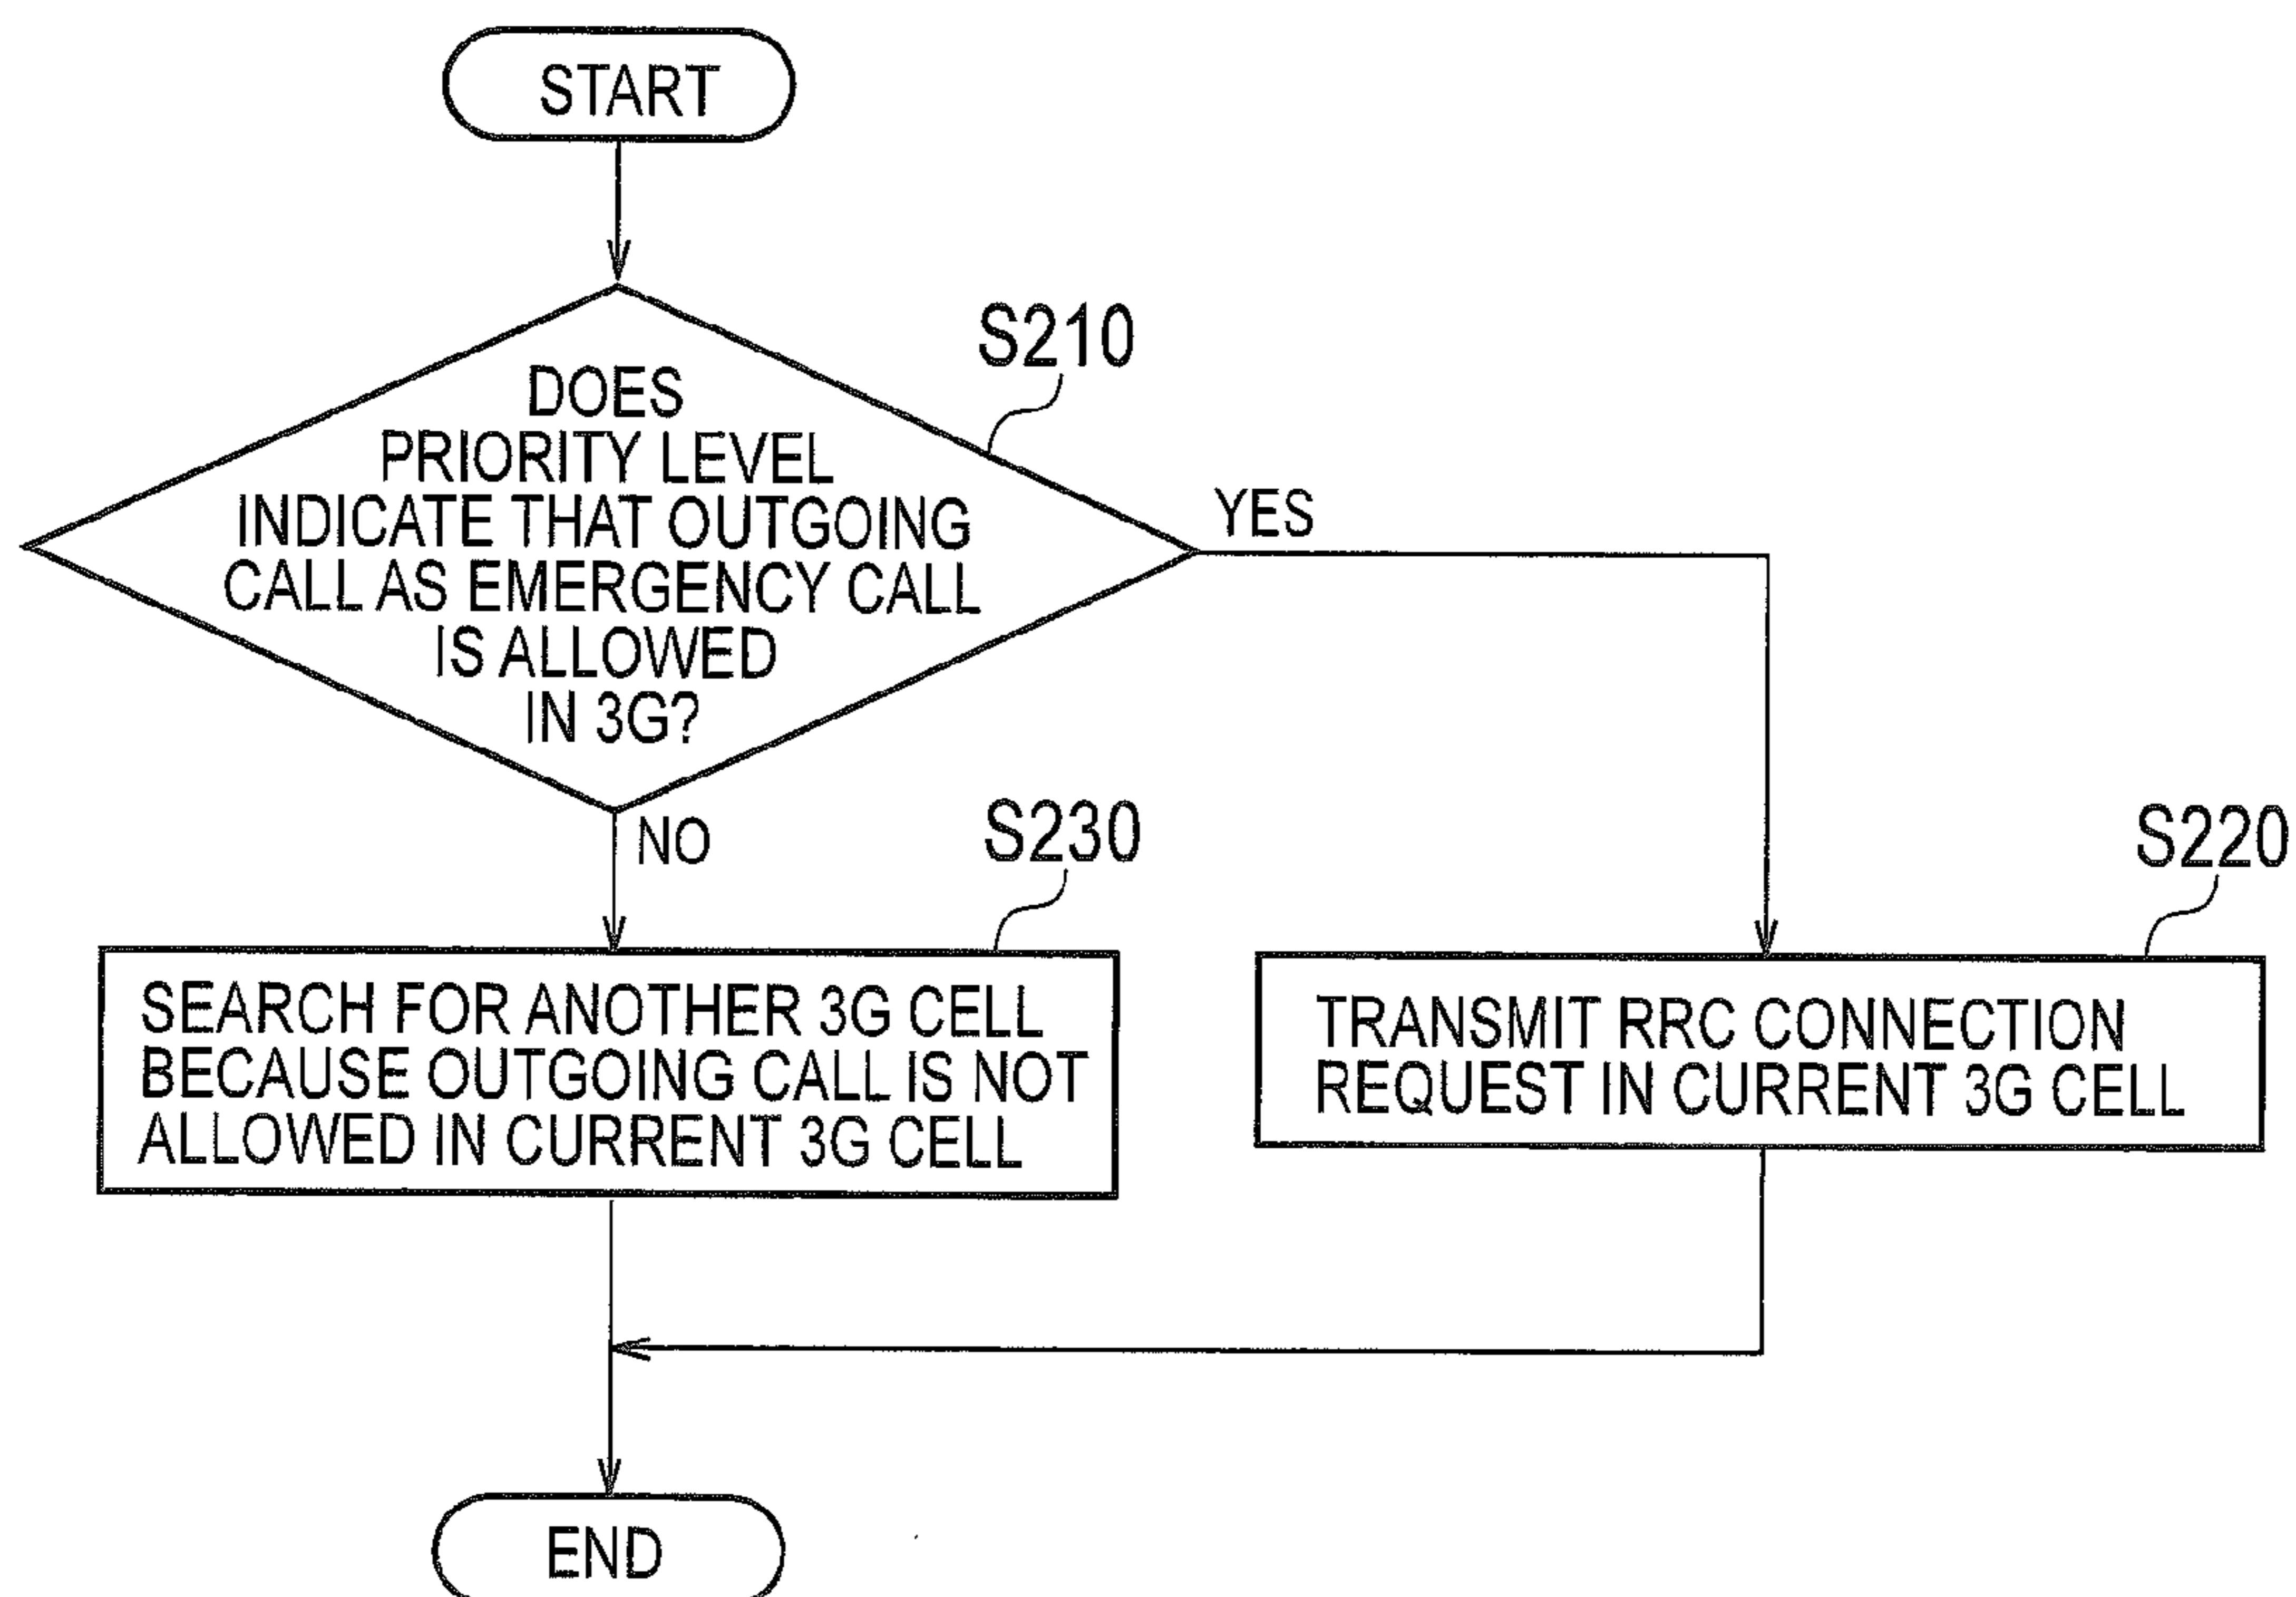 START
S210
DOES
PRIORITY LEVEL
INDICATE THAT OUTGOING
CALL AS EMERGENCY CALL
IS ALLOWED
IN 3G?
YES
NO
S230
S220
SEARCH FOR ANOTHER 3G CELL
BECAUSE OUTGOING CALL IS NOT
ALLOWED IN CURRENT 3G CELL
TRANSMIT RRC CONNECTION
REQUEST IN CURRENT 3G CELL
END